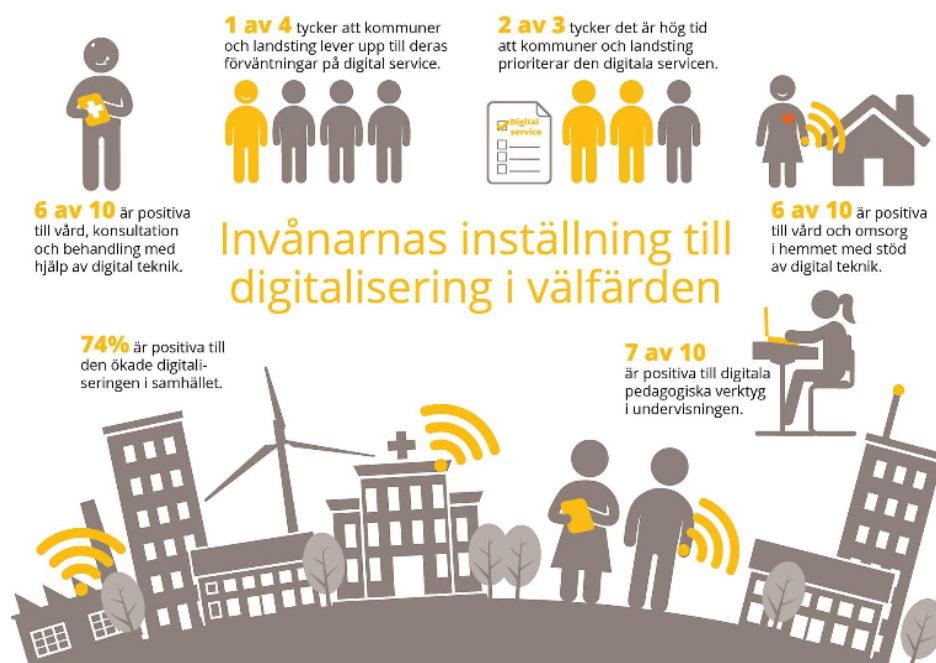 1 av 4 tycker att kommuner
och landsting lever upp till deras
förväntningar på digital service.
2 av 3 tycker det är hög tid
att kommuner och landsting
prioriterar den digitala servicen.
Digital
service
6 av 10 är positiva
till vård, konsultation
och behandling med
hjälp av digital teknik.
Invånarnas inställning till
digitalisering i välfärden
6 av 10 är positiva
till vård och omsorg
i hemmet med stöd
av digital teknik.
74% är positiva till
den ökade digitali-
seringen i samhället.
7 av 10
är positiva till digitala
pedagogiska verktyg
i undervisningen.